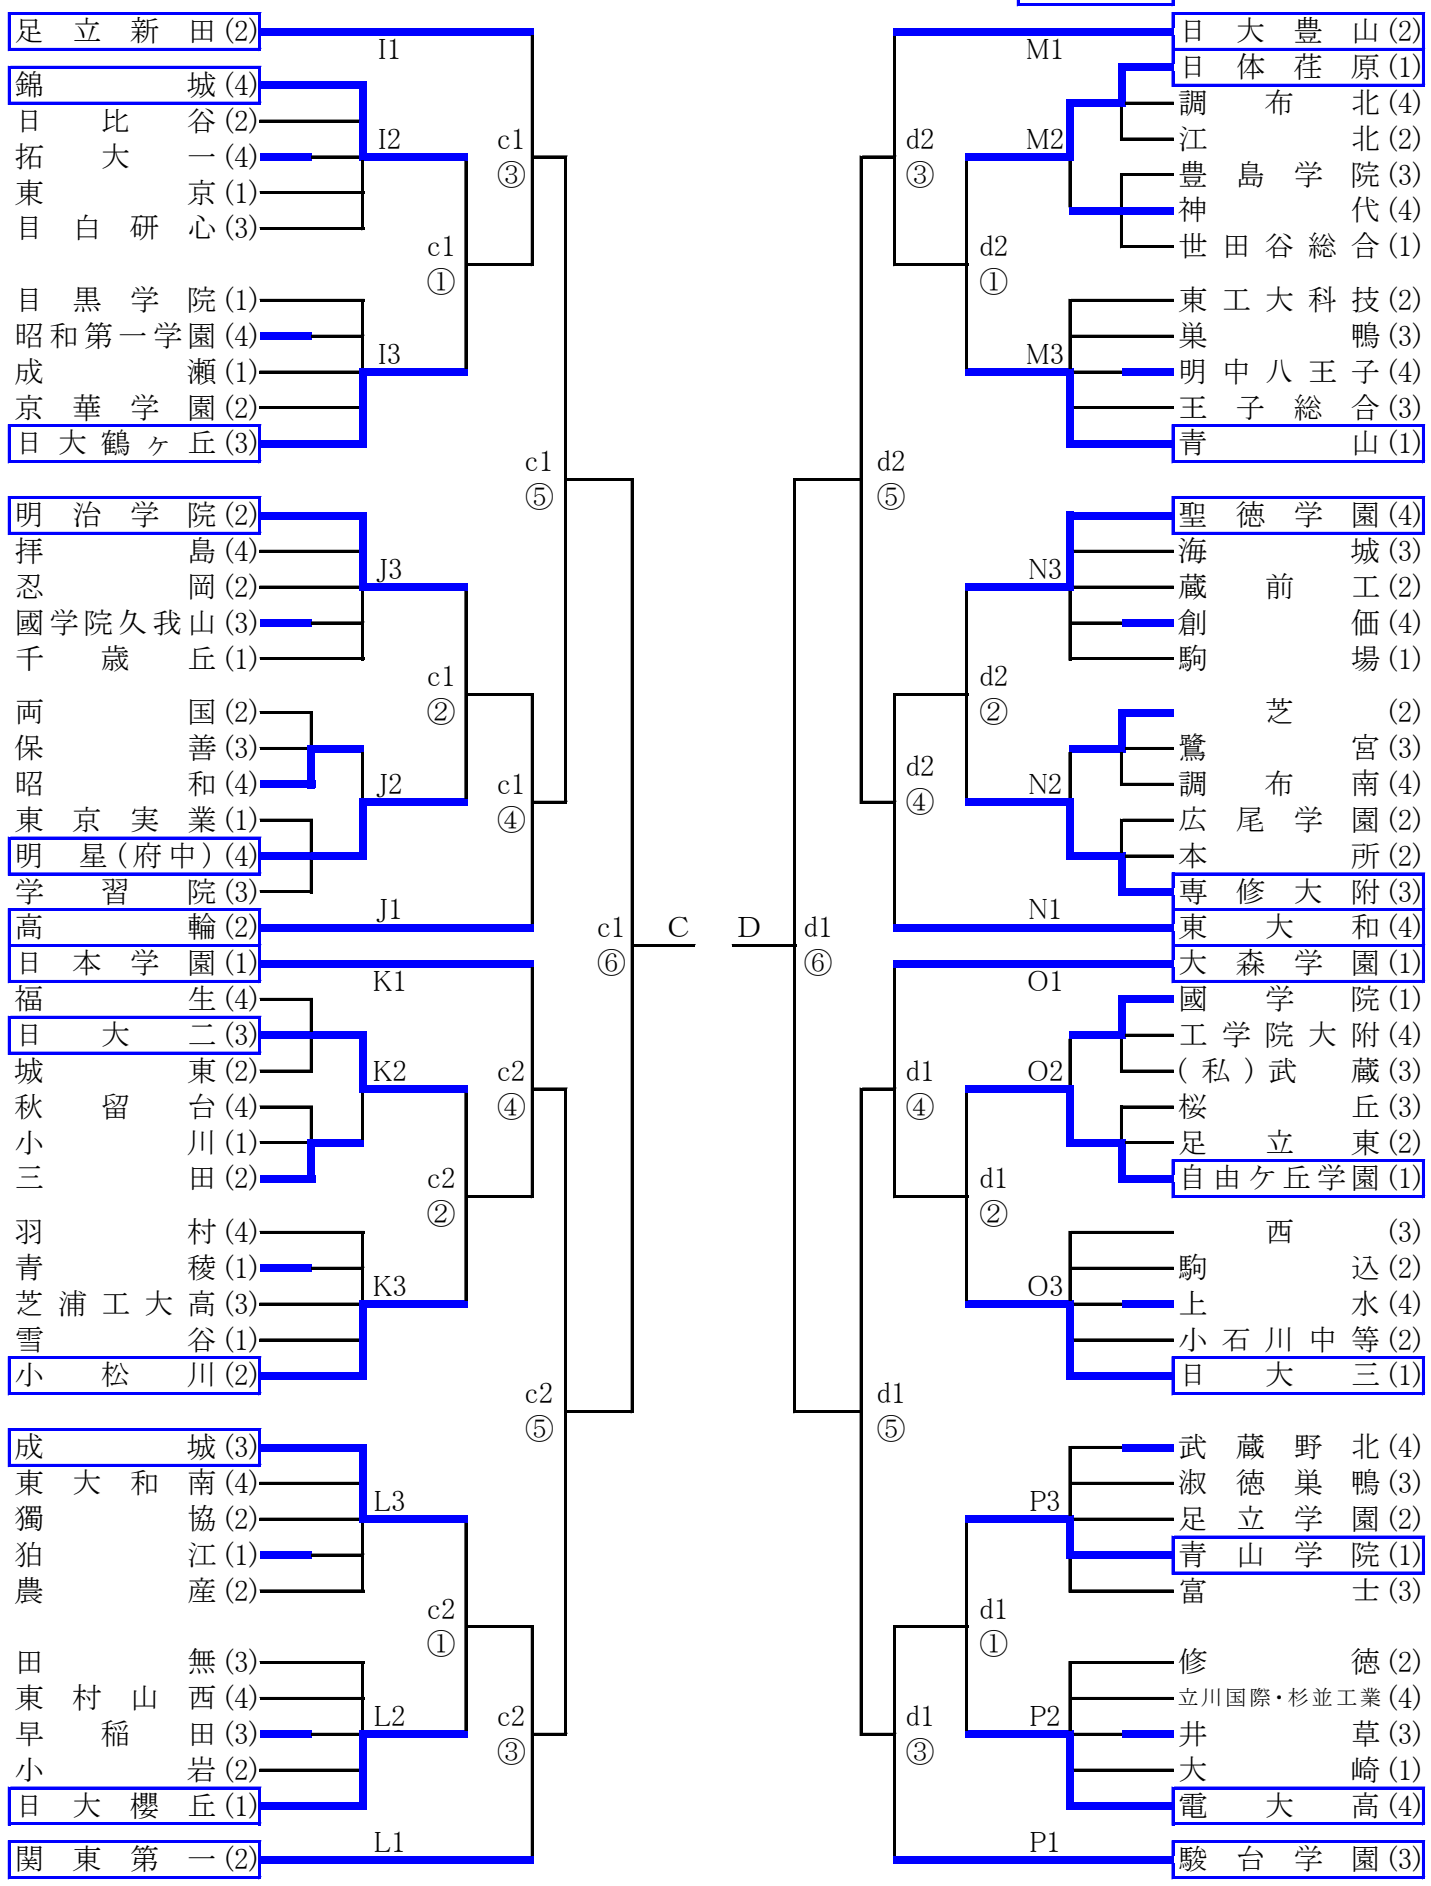 足立新田(2)
I1
錦城(4)
日比谷(2)
I2
拓大一(4)
東京(1)
目白研心(3)
c1
③
c1
①
目黒学院(1)
昭和第一学園(4)
I3
成瀬(1)
京華学園(2)
日大鶴ヶ丘(3)
c1
⑤
明治学院(2)
拝島(4)
J3
忍岡(2)
國学院久我山(3)
千歳丘(1)
c1
②
両国(2)
保善(3)
昭和(4)
J2
東京実業(1)
明星(府中)(4)
学習院(3)
c1
④
J1
高輪(2)
c1
⑥
C
日本学園(1)
K1
福生(4)
日大二(3)
城東(2)
K2
秋留台(4)
小川(1)
三田(2)
c2
④
c2
②
羽村(4)
青稜(1)
K3
芝浦工大高(3)
雪谷(1)
小松川(2)
c2
⑤
成城(3)
東大和南(4)
L3
獨協(2)
狛江(1)
農産(2)
c2
①
田無(3)
東村山西(4)
L2
早稲田(3)
小岩(2)
日大櫻丘(1)
c2
③
L1
関東第一(2)
日大豊山(2)
M1
日体荏原(1)
調布北(4)
M2
江北(2)
豊島学院(3)
神代(4)
世田谷総合(1)
d2
③
d2
①
東工大科技(2)
巣鴨(3)
M3
明中八王子(4)
王子総合(3)
青山(1)
d2
⑤
聖徳学園(4)
海城(3)
N3
蔵前工(2)
創価(4)
駒場(1)
d2
②
芝(2)
鷺宮(3)
調布南(4)
N2
広尾学園(2)
本所(2)
専修大附(3)
d2
④
N1
東大和(4)
D
d1
⑥
大森学園(1)
O1
國学院(1)
工学院大附(4)
(私)武蔵(3)
O2
桜丘(3)
足立東(2)
自由ケ丘学園(1)
d1
④
d1
②
西(3)
駒込(2)
O3
上水(4)
小石川中等(2)
日大三(1)
d1
⑤
武蔵野北(4)
淑徳巣鴨(3)
P3
足立学園(2)
青山学院(1)
富士(3)
d1
①
修徳(2)
立川国際・杉並工業(4)
P2
井草(3)
大崎(1)
電大高(4)
d1
③
P1
駿台学園(3)